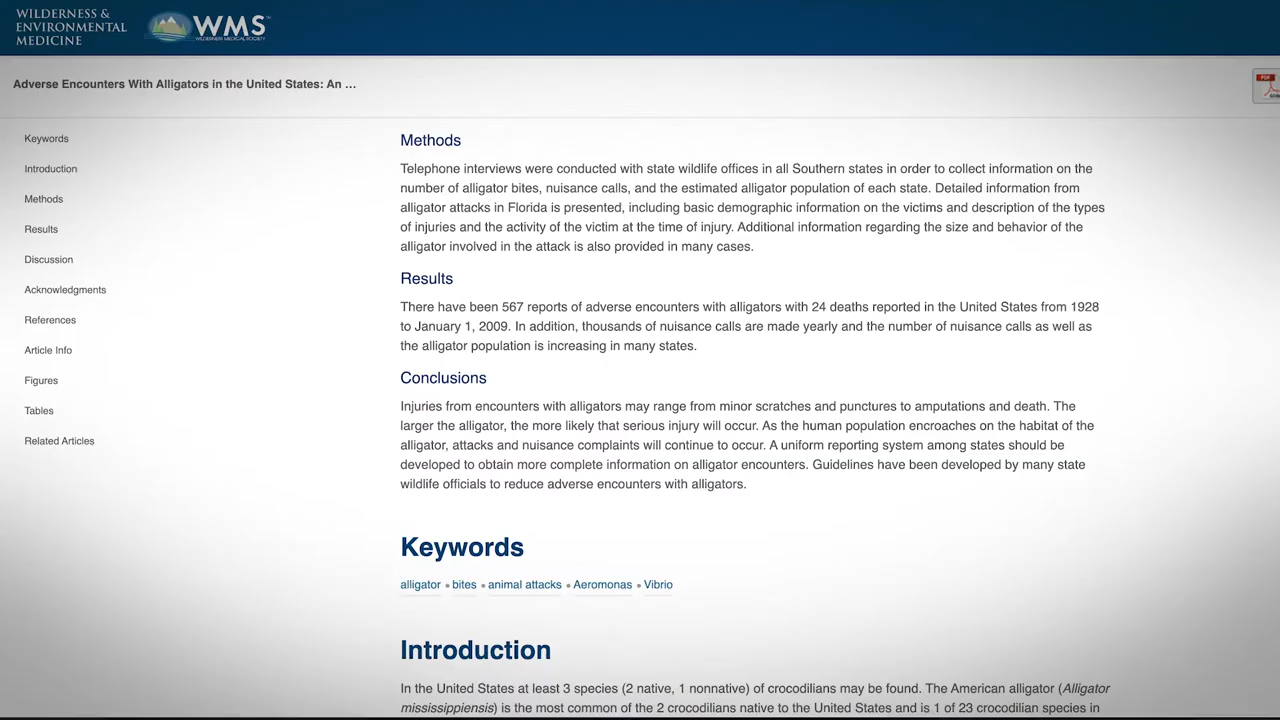 WILDERNESS &
ENVIRONMENTAL
MEDICINE
WMS™
WILDERNESS MEDICAL SOCIETY
Adverse Encounters With Alligators in the United States: An …
PDF
Keywords
Introduction
Methods
Results
Discussion
Acknowledgments
References
Article Info
Figures
Tables
Related Articles
Methods
Telephone interviews were conducted with state wildlife offices in all Southern states in order to collect information on the
number of alligator bites, nuisance calls, and the estimated alligator population of each state. Detailed information from
alligator attacks in Florida is presented, including basic demographic information on the victims and description of the types
of injuries and the activity of the victim at the time of injury. Additional information regarding the size and behavior of the
alligator involved in the attack is also provided in many cases.
Results
There have been 567 reports of adverse encounters with alligators with 24 deaths reported in the United States from 1928
to January 1, 2009. In addition, thousands of nuisance calls are made yearly and the number of nuisance calls as well as
the alligator population is increasing in many states.
Conclusions
Injuries from encounters with alligators may range from minor scratches and punctures to amputations and death. The
larger the alligator, the more likely that serious injury will occur. As the human population encroaches on the habitat of the
alligator, attacks and nuisance complaints will continue to occur. A uniform reporting system among states should be
developed to obtain more complete information on alligator encounters. Guidelines have been developed by many state
wildlife officials to reduce adverse encounters with alligators.
Keywords
alligator • bites • animal attacks • Aeromonas • Vibrio
Introduction
In the United States at least 3 species (2 native, 1 nonnative) of crocodilians may be found. The American alligator (Alligator
mississippiensis) is the most common of the 2 crocodilians native to the United States and is 1 of 23 crocodilian species in